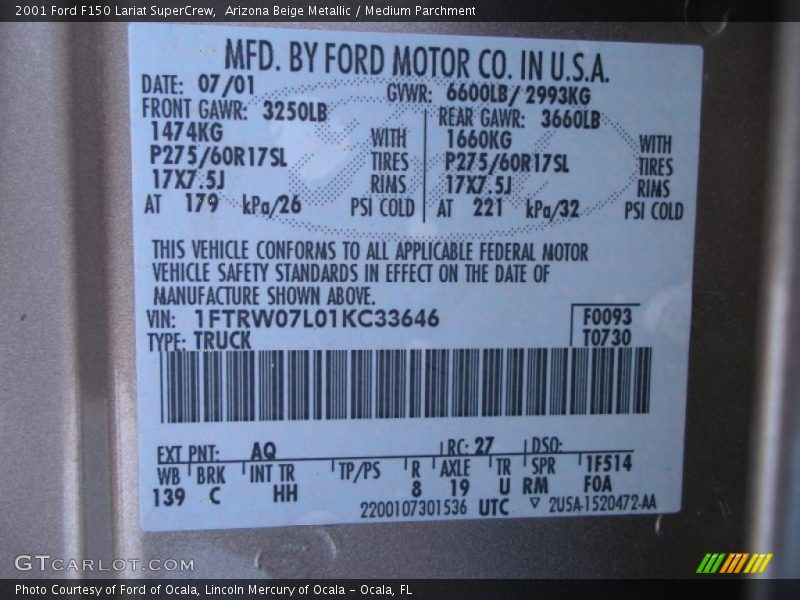 2001 Ford F150 Lariat SuperCrew,  Arizona Beige Metallic / Medium Parchment
MFD. BY FORD MOTOR CO. IN U.S.A.
DATE: 07/01 GVWR: 6600LB/ 2993KG
FRONT GAWR: 3250LB REAR GAWR: 3660LB
1474KG WITH 1660KG WITH
P275/60R17SL TIRES P275/60R17SL TIRES
17X7.5J RIMS 17X7.5J RIMS
AT 179 kPa/26 PSI COLD AT 221 kPa/32 PSI COLD
THIS VEHICLE CONFORMS TO ALL APPLICABLE FEDERAL MOTOR
VEHICLE SAFETY STANDARDS IN EFFECT ON THE DATE OF
MANUFACTURE SHOWN ABOVE.
VIN: 1FTRW07L01KC33646 F0093
TYPE: TRUCK T0730
EXT PNT: AQ RC: 27 DSO:
WB BRK INT TR TP/PS R AXLE TR SPR 1F514
139 C HH 8 19 U RM F0A
2200107301536 UTC ▽ 2U5A-1520472-AA
GTcarlot.com
Photo Courtesy of Ford of Ocala, Lincoln Mercury of Ocala – Ocala, FL